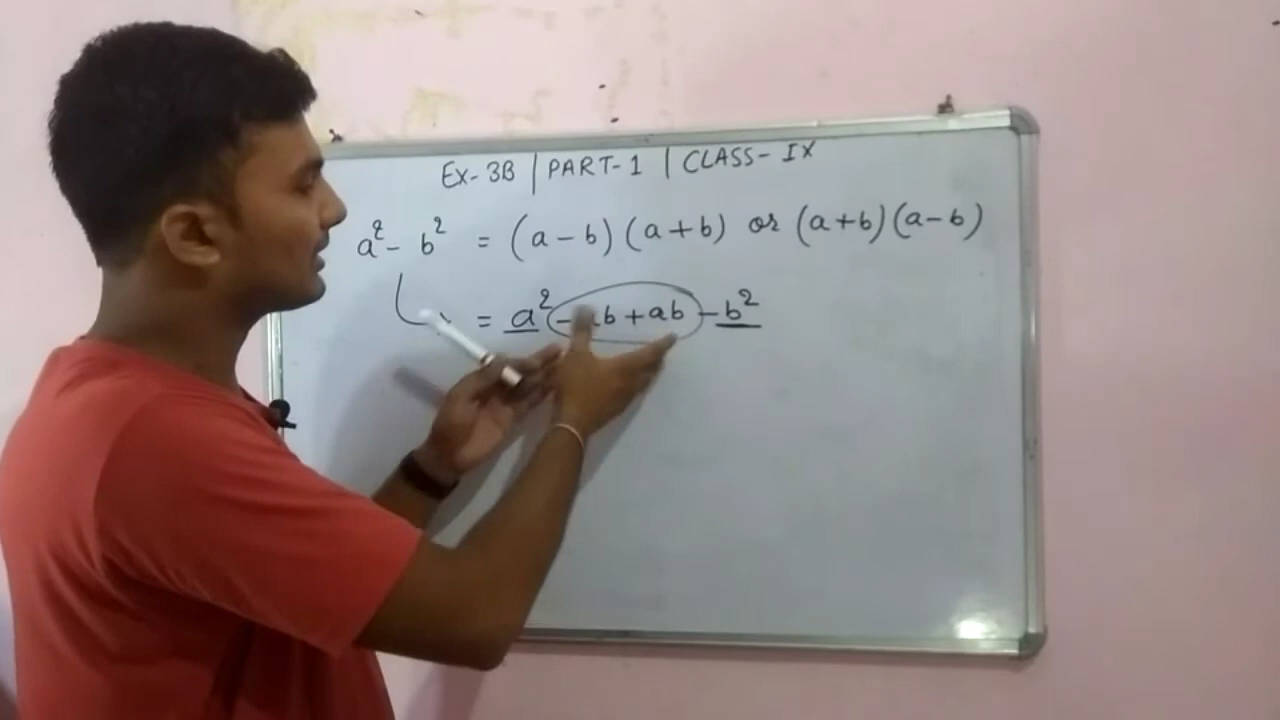 EX- 3B | PART-1 | CLASS- IX
a² - b² = (a - b) (a + b) or (a + b) (a - b)
= a² - ab + ab - b²